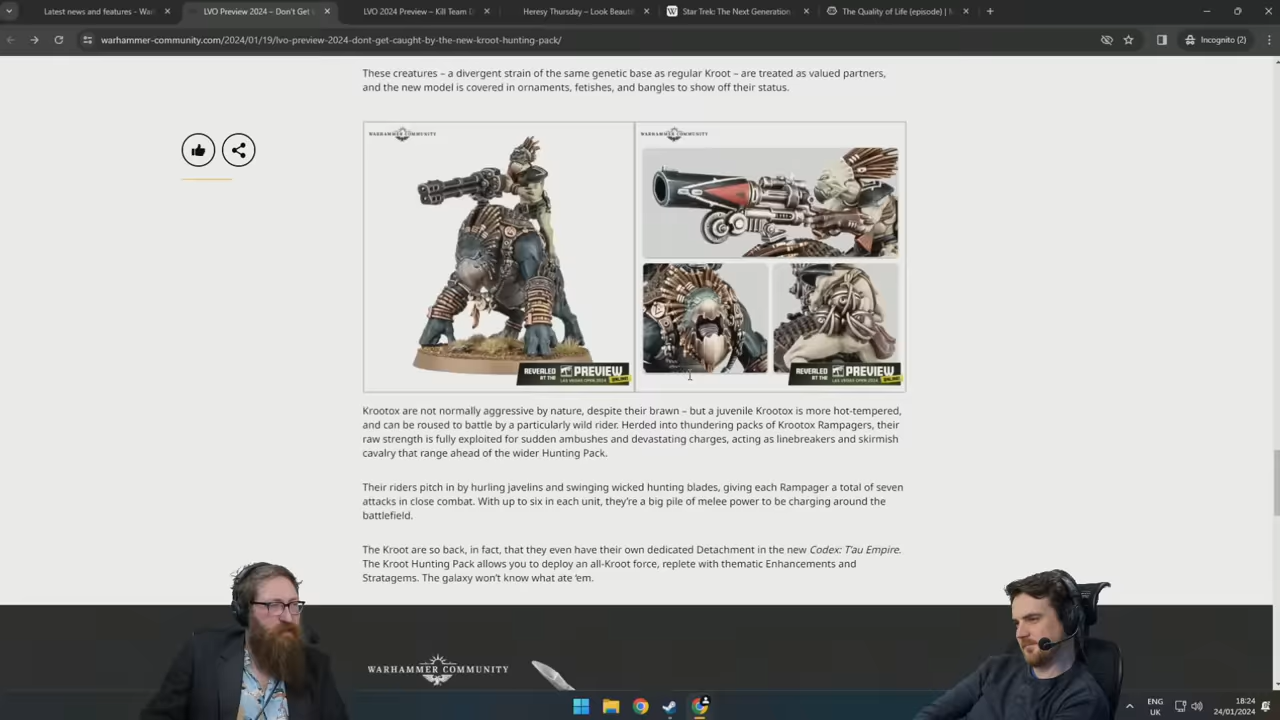 Latest news and features - War
LVO Preview 2024 – Don't Get
LVO 2024 Preview – Kill Team
Heresy Thursday – Look Beauti
Star Trek: The Next Generation
The Quality of Life (episode) | M
warhammer-community.com/2024/01/19/lvo-preview-2024-dont-get-caught-by-the-new-kroot-hunting-pack/
Incognito (2)
These creatures – a divergent strain of the same genetic base as regular Kroot – are treated as valued partners,
and the new model is covered in ornaments, fetishes, and bangles to show off their status.
WARHAMMER COMMUNITY
WARHAMMER COMMUNITY
REVEALED AT THE PREVIEW LAS VEGAS OPEN 2024 ONLINE
REVEALED AT THE PREVIEW LAS VEGAS OPEN 2024 ONLINE
Krootox are not normally aggressive by nature, despite their brawn – but a juvenile Krootox is more hot-tempered,
and can be roused to battle by a particularly wild rider. Herded into thundering packs of Krootox Rampagers, their
raw strength is fully exploited for sudden ambushes and devastating charges, acting as linebreakers and skirmish
cavalry that range ahead of the wider Hunting Pack.
Their riders pitch in by hurling javelins and swinging wicked hunting blades, giving each Rampager a total of seven
attacks in close combat. With up to six in each unit, they're a big pile of melee power to be charging around the
battlefield.
The Kroot are so back, in fact, that they even have their own dedicated Detachment in the new Codex: T'au Empire.
The Kroot Hunting Pack allows you to deploy an all-Kroot force, replete with thematic Enhancements and
Stratagems. The galaxy won't know what ate 'em.
WARHAMMER COMMUNITY
ENG
UK
18:24
24/01/2024